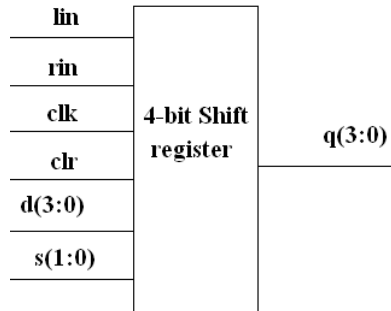 lin
rin
clk
clr
d(3:0)
s(1:0)
4-bit Shift
register
q(3:0)